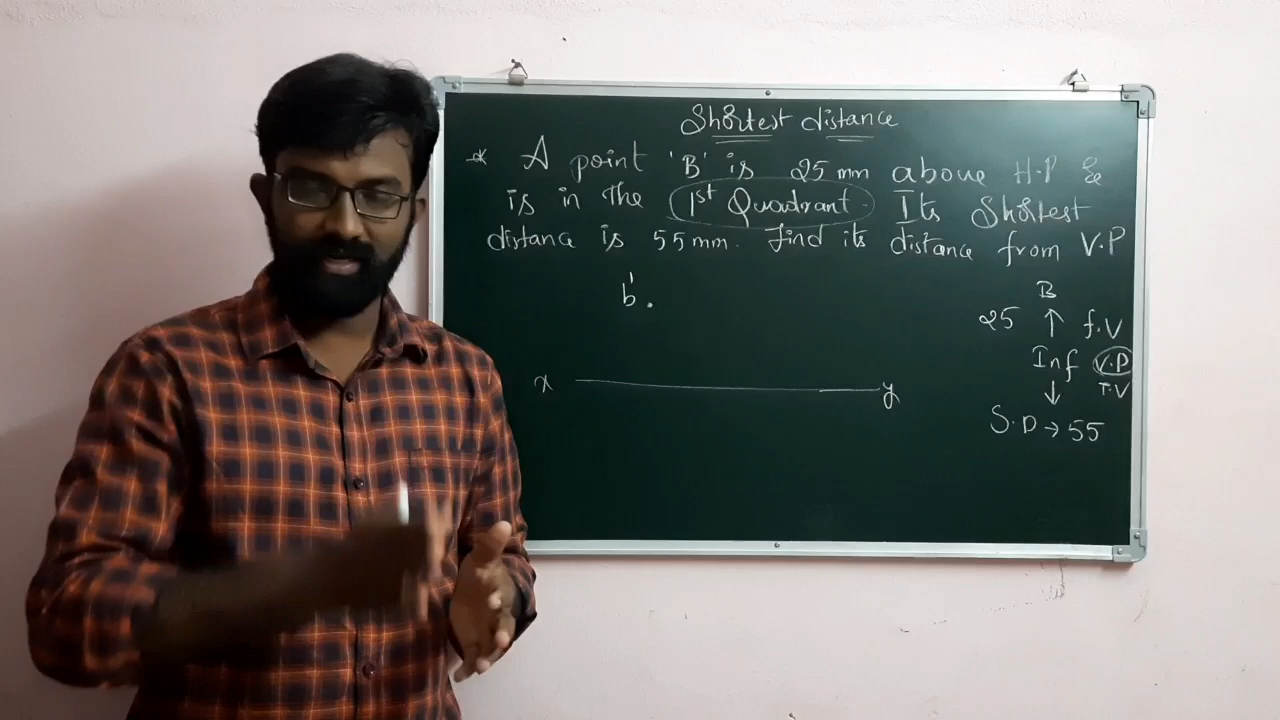 Shortest distance
* A point 'B' is 25 mm above H.P &
is in the 1st Quadrant. Its Shortest
distance is 55 mm. Find its distance from V.P
b' .
B
25 ↑ f.V
Inf V.P
↓ T.V
S.D → 55
x y